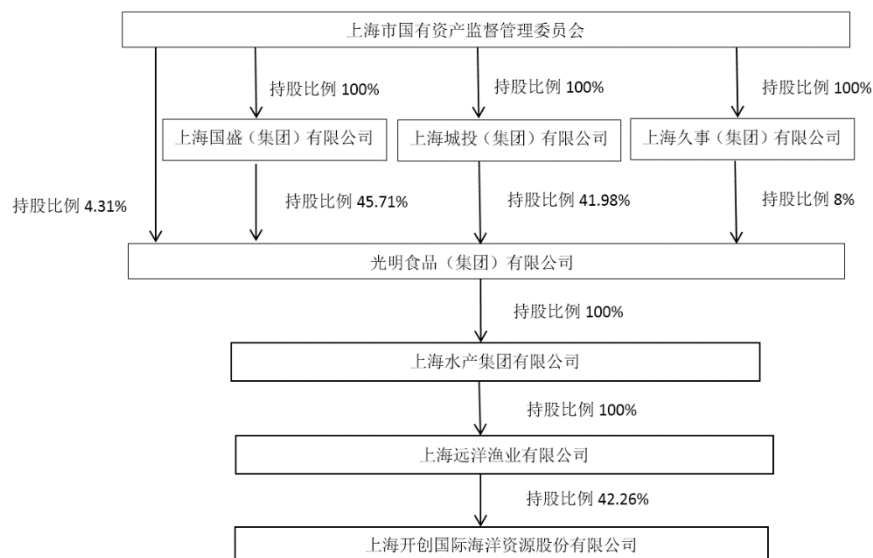 上海市国有资产监督管理委员会
持股比例 100%
持股比例 100%
持股比例 100%
上海国盛（集团）有限公司
上海城投（集团）有限公司
上海久事（集团）有限公司
持股比例 4.31%
持股比例 45.71%
持股比例 41.98%
持股比例 8%
光明食品（集团）有限公司
持股比例 100%
上海水产集团有限公司
持股比例 100%
上海远洋渔业有限公司
持股比例 42.26%
上海开创国际海洋资源股份有限公司